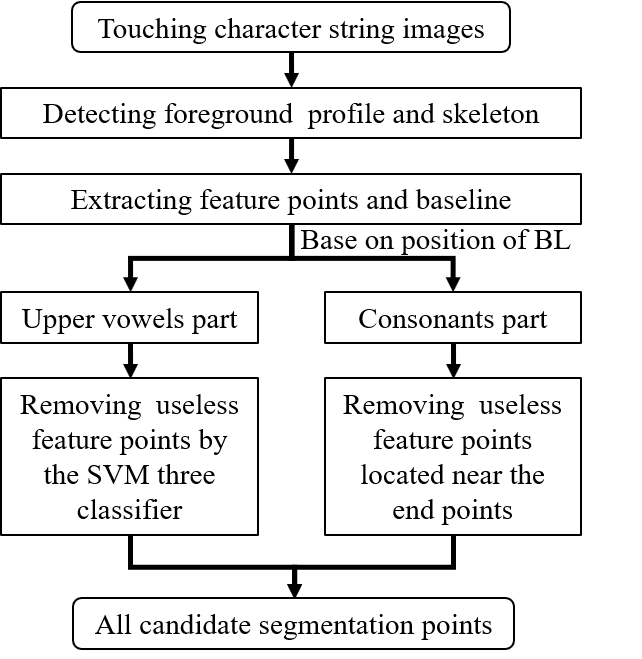 Touching character string images
Detecting foreground profile and skeleton
Extracting feature points and baseline
Base on position of BL
Upper vowels part
Consonants part
Removing useless
feature points by
the SVM three
classifier
Removing useless
feature points
located near the
end points
All candidate segmentation points